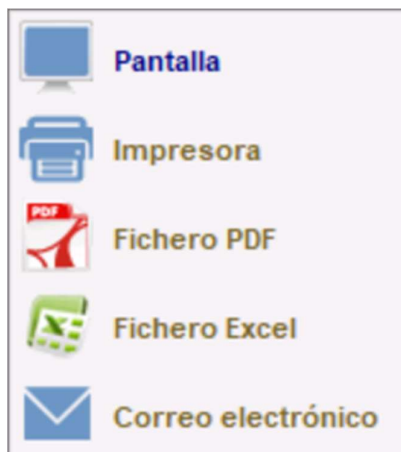 Pantalla
Impresora
PDF
Fichero PDF
Fichero Excel
Correo electrónico